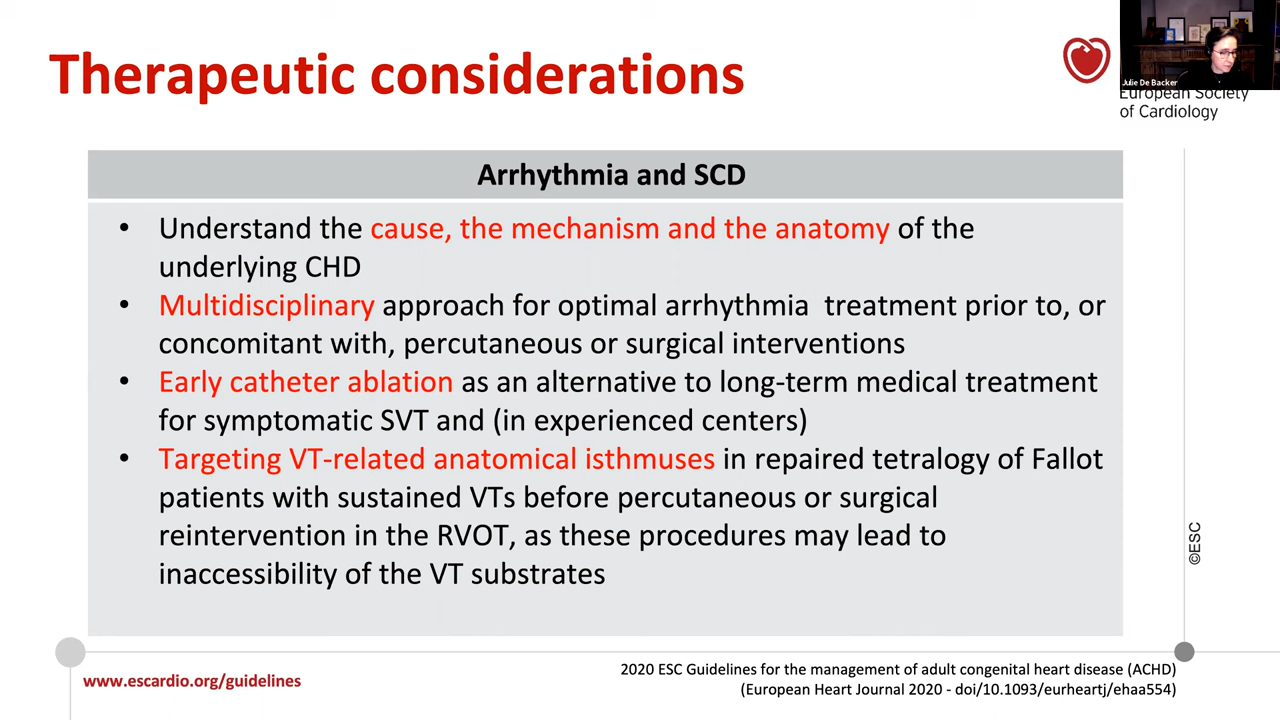 Therapeutic considerations
Julie De Backer
European Society
of Cardiology
Arrhythmia and SCD
• Understand the cause, the mechanism and the anatomy of the
underlying CHD
• Multidisciplinary approach for optimal arrhythmia treatment prior to, or
concomitant with, percutaneous or surgical interventions
• Early catheter ablation as an alternative to long-term medical treatment
for symptomatic SVT and (in experienced centers)
• Targeting VT-related anatomical isthmuses in repaired tetralogy of Fallot
patients with sustained VTs before percutaneous or surgical
reintervention in the RVOT, as these procedures may lead to
inaccessibility of the VT substrates
©ESC
www.escardio.org/guidelines
2020 ESC Guidelines for the management of adult congenital heart disease (ACHD)
(European Heart Journal 2020 - doi/10.1093/eurheartj/ehaa554)